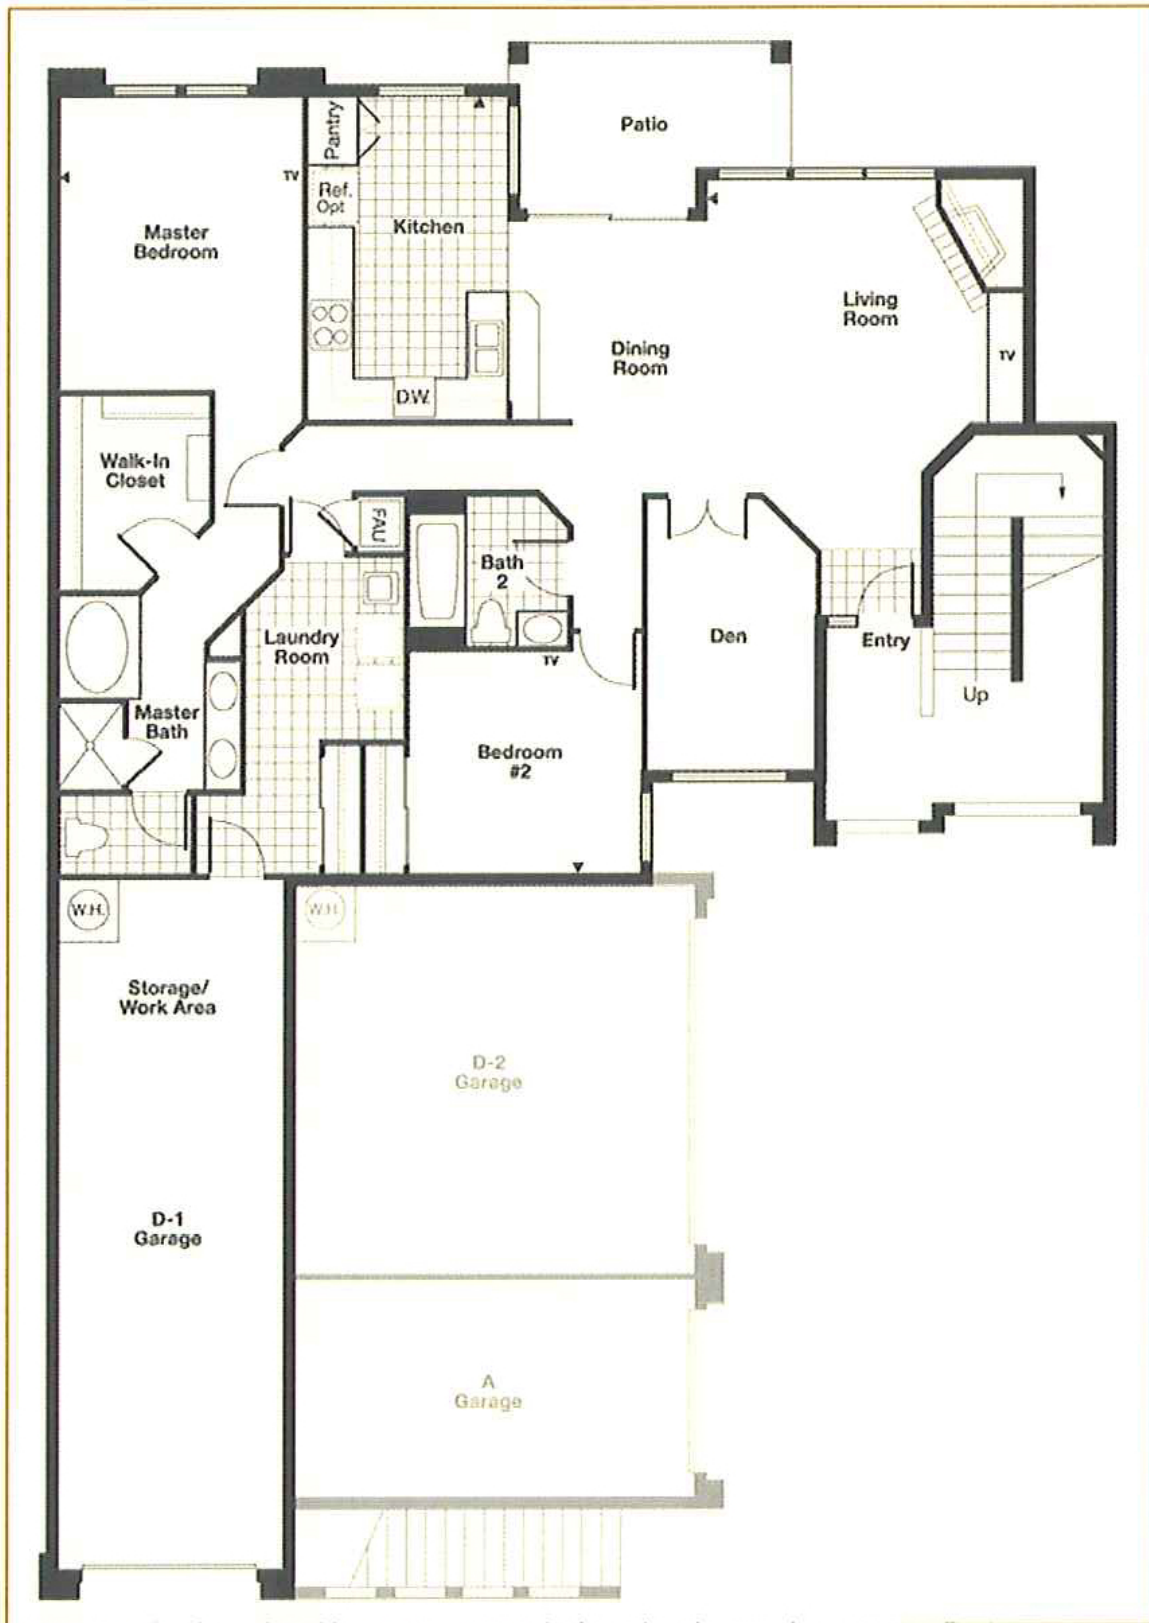 Patio
Pantry
TV
Ref.
Opt.
Kitchen
Master
Bedroom
Living
Room
Dining
Room
TV
D.W.
Walk-In
Closet
FAU
Bath
2
Laundry
Room
Den
Entry
TV
Up
Master
Bath
Bedroom
#2
W.H.
W.H.
Storage/
Work Area
D-2
Garage
D-1
Garage
A
Garage